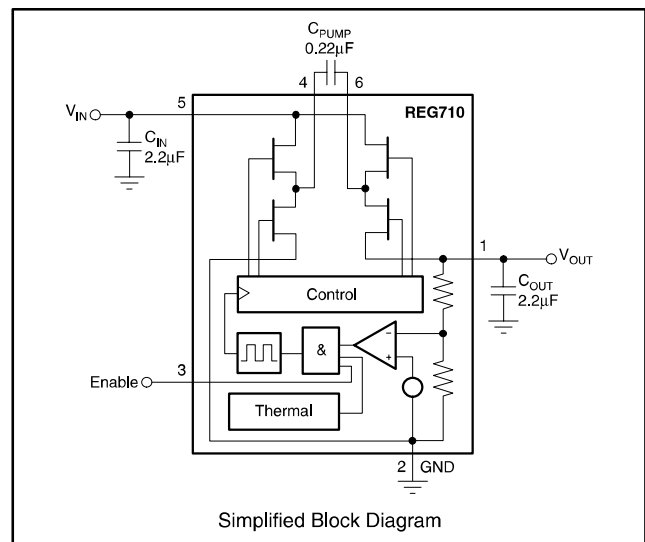 C_PUMP
0.22μF
4 6
V_IN 5 REG710
C_IN
2.2μF
1 V_OUT
C_OUT
2.2μF
Control
- 
+
&
3
Enable
Thermal
2 GND
Simplified Block Diagram